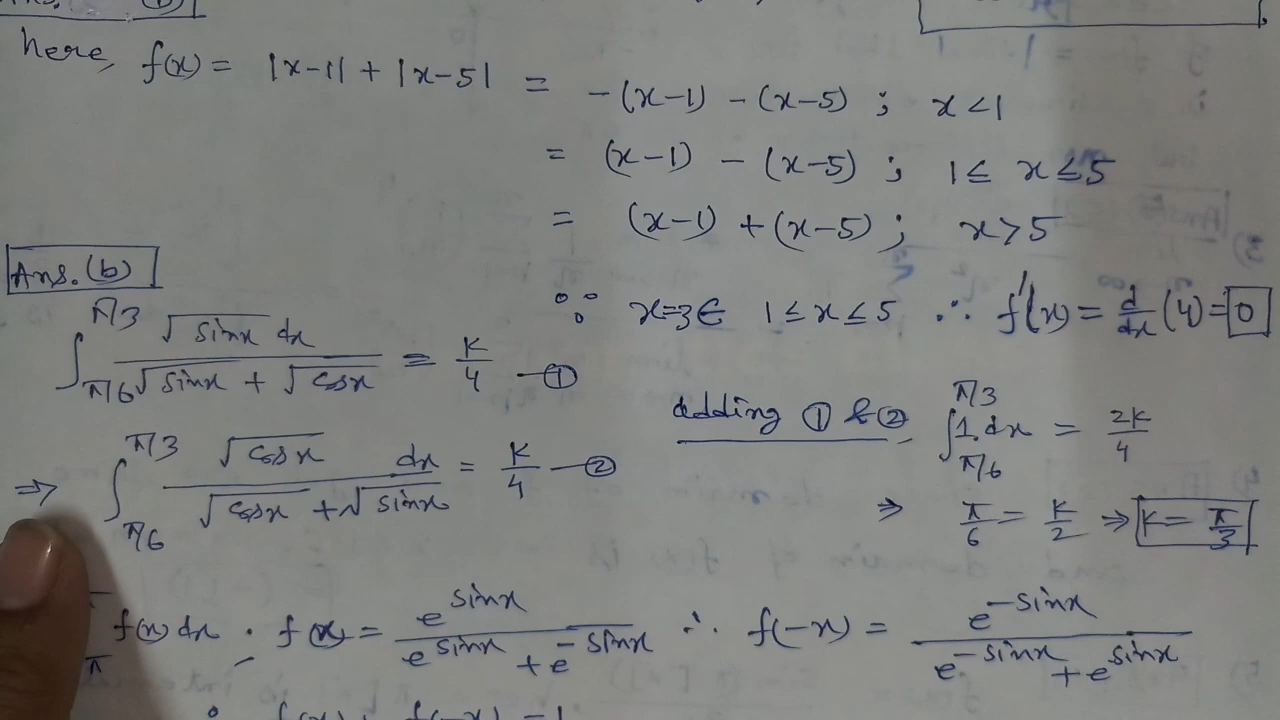 here, f(x) = |x-1| + |x-5| = -(x-1) - (x-5) ; x<1
= (x-1) - (x-5) ; 1≤ x ≤5
= (x-1) + (x-5) ; x>5
∵ x=3∈ 1≤x≤5 ∴ f'(x) = d/dx (4) = 0
Ans. (b)
∫_{π/6}^{π/3} √sinx dx / (√sinx + √cosx) = K/4 —①
⇒ ∫_{π/6}^{π/3} √cosx dx / (√cosx + √sinx) = K/4 —②
adding ① & ② ∫_{π/6}^{π/3} 1.dx = 2K/4
⇒ π/6 = K/2 ⇒ K = π/3
f(x) dx . f(x) = e^{sinx} / (e^{sinx} + e^{-sinx}) ∴ f(-x) = e^{-sinx} / (e^{-sinx} + e^{sinx})